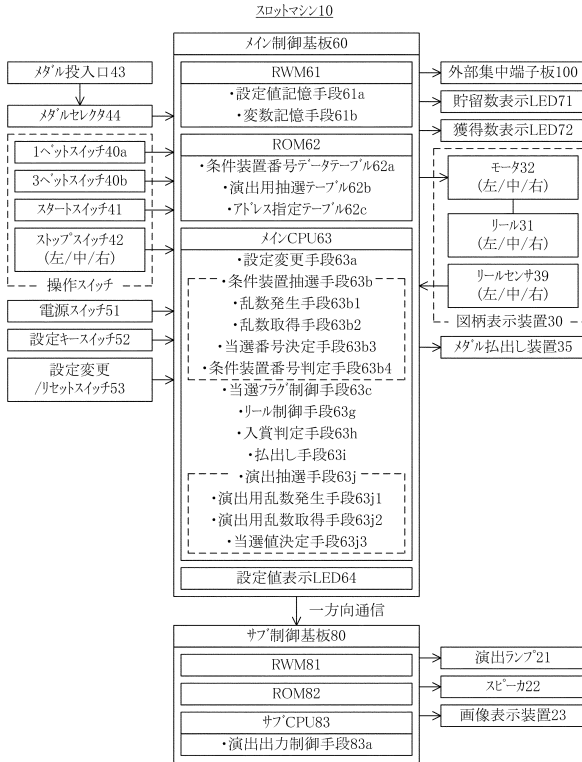 スロットマシン10
メイン制御基板60
メダル投入口43
メダルセレクタ44
1ベットスイッチ40a
3ベットスイッチ40b
スタートスイッチ41
ストップスイッチ42
(左/中/右)
操作スイッチ
電源スイッチ51
設定キースイッチ52
設定変更
/リセットスイッチ53
RWM61
・設定値記憶手段61a
・変数記憶手段61b
ROM62
・条件装置番号データテーブル62a
・演出用抽選テーブル62b
・アドレス指定テーブル62c
メインCPU63
・設定変更手段63a
・条件装置抽選手段63b
・乱数発生手段63b1
・乱数取得手段63b2
・当選番号決定手段63b3
・条件装置番号判定手段63b4
・当選フラグ制御手段63c
・リール制御手段63g
・入賞判定手段63h
・払出し手段63i
・演出抽選手段63j
・演出用乱数発生手段63j1
・演出用乱数取得手段63j2
・当選値決定手段63j3
設定値表示LED64
外部集中端子板100
貯留数表示LED71
獲得数表示LED72
モータ32
(左/中/右)
リール31
(左/中/右)
リールセンサ39
(左/中/右)
図柄表示装置30
メダル払出し装置35
一方向通信
サブ制御基板80
RWM81
ROM82
サブCPU83
・演出出力制御手段83a
演出ランプ21
スピーカ22
画像表示装置23